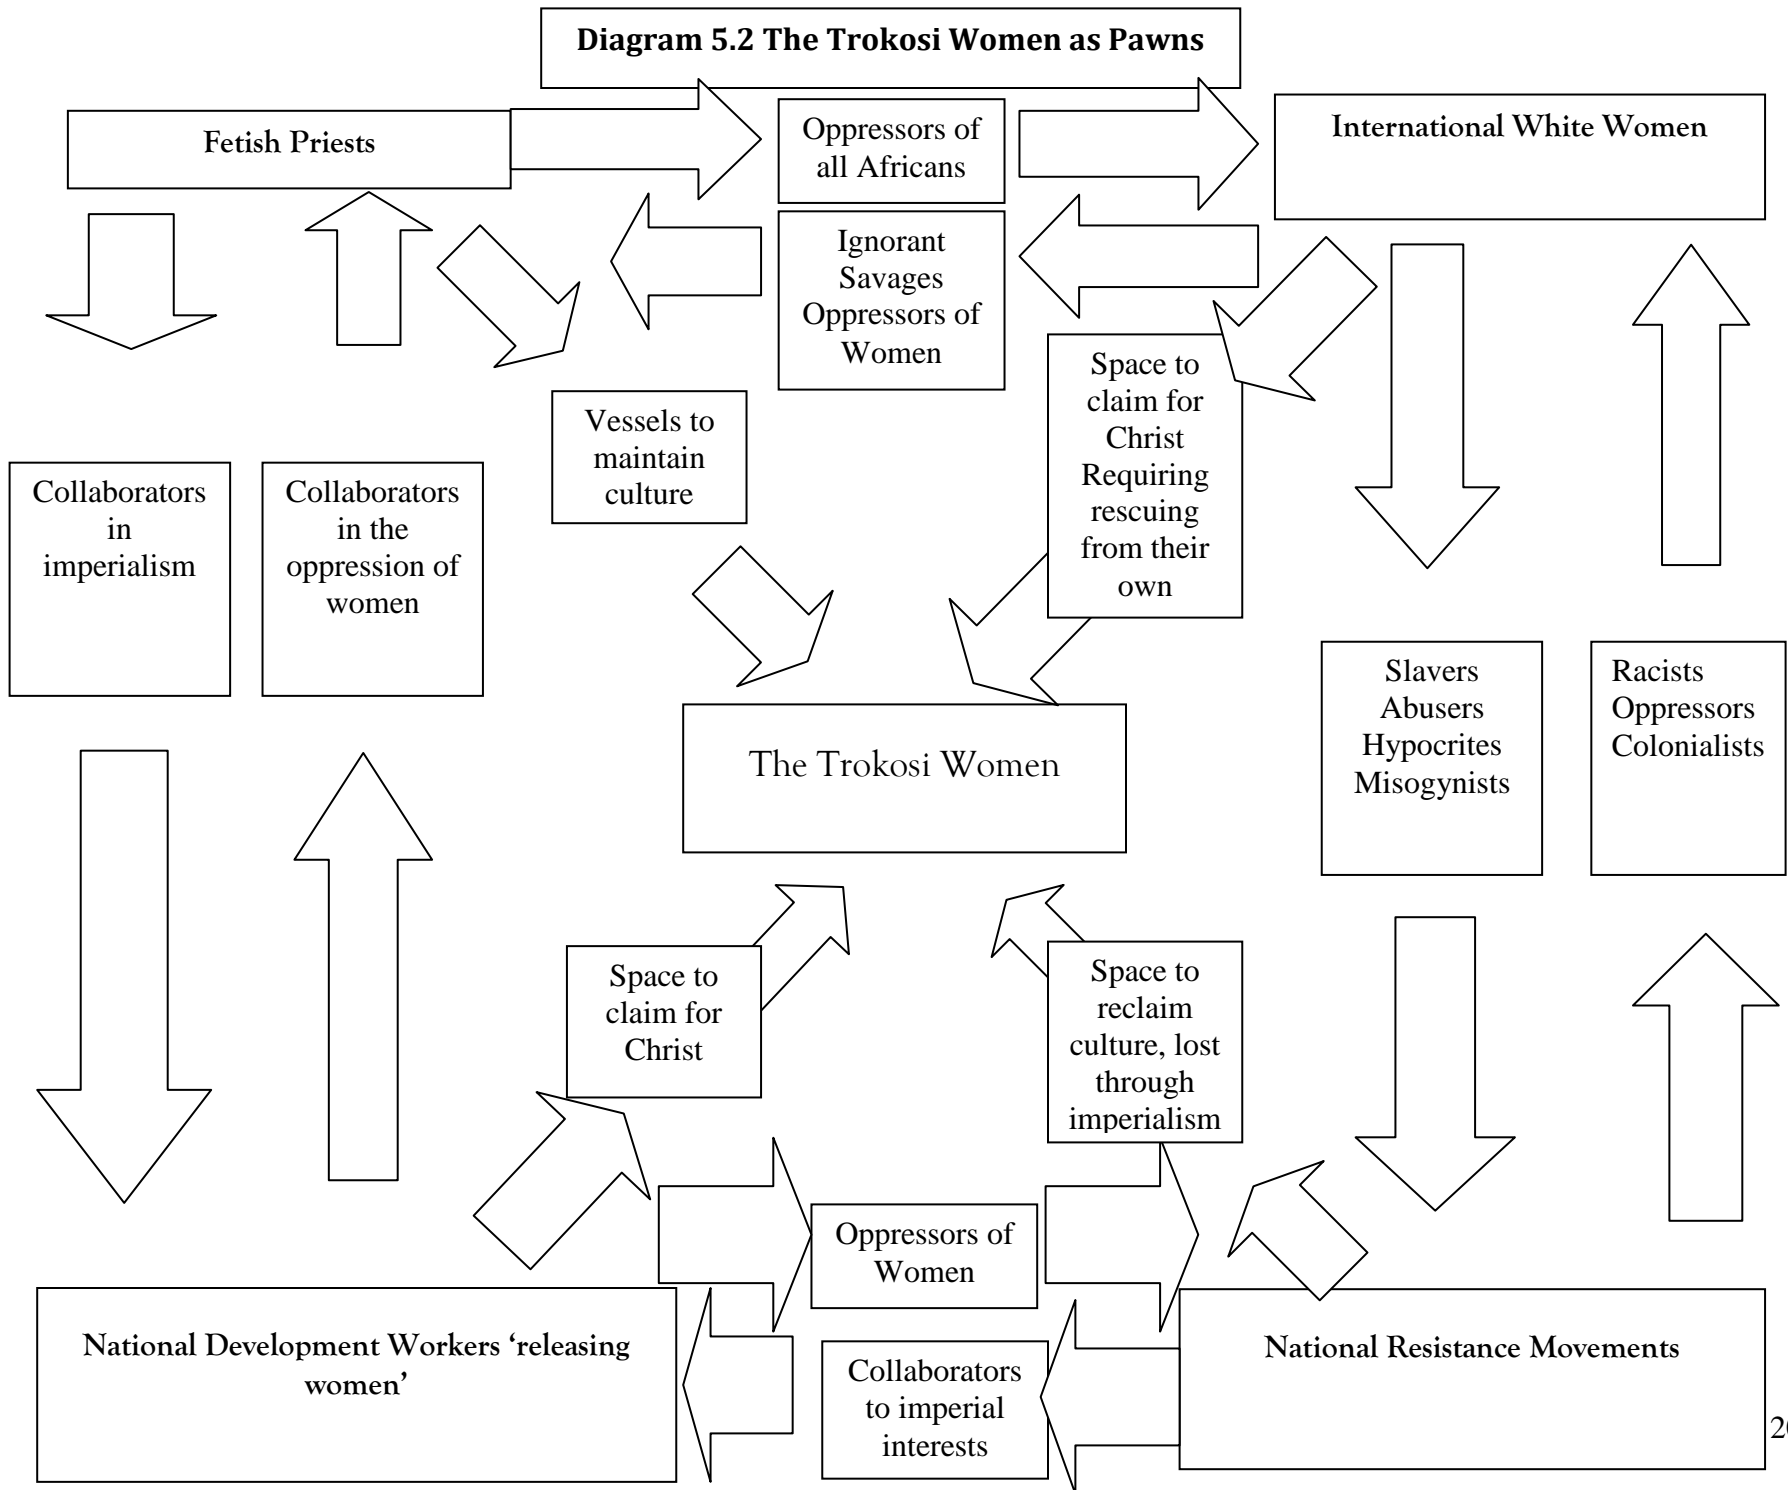 Diagram 5.2 The Trokosi Women as Pawns
Fetish Priests
Oppressors of
all Africans
International White Women
Ignorant
Savages
Oppressors of
Women
Space to
claim for
Christ
Requiring
rescuing
from their
own
Vessels to
maintain
culture
Collaborators
in
imperialism
Collaborators
in the
oppression of
women
Slavers
Abusers
Hypocrites
Misogynists
Racists
Oppressors
Colonialists
The Trokosi Women
Space to
claim for
Christ
Space to
reclaim
culture, lost
through
imperialism
Oppressors of
Women
National Development Workers ‘releasing
women’
Collaborators
to imperial
interests
National Resistance Movements